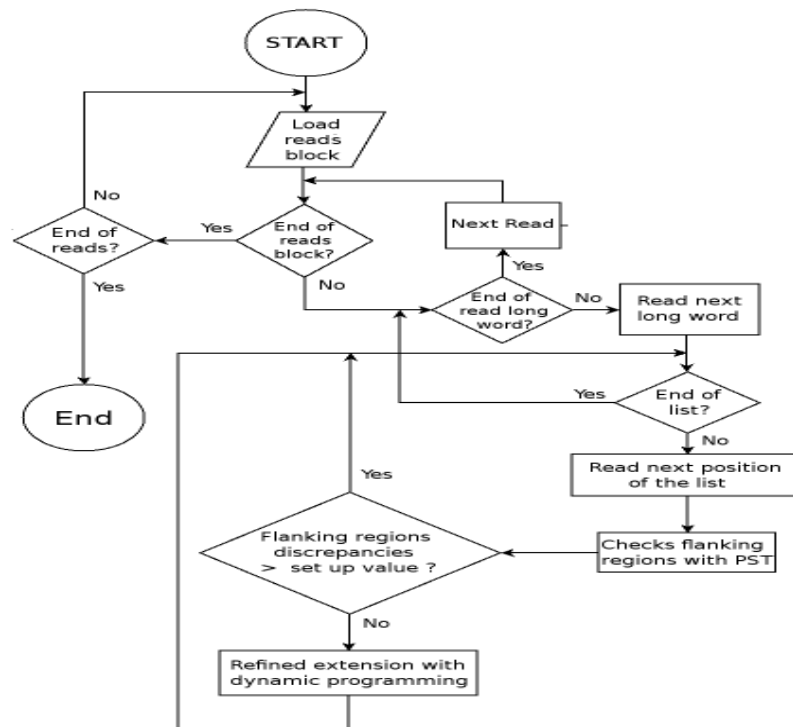 START
Load
reads
block
No
End of
reads?
Yes
End of
reads
block?
Next Read
Yes
No
Yes
End of
read long
word?
No
Read next
long word
Yes
End
Yes
End of
list?
No
Read next position
of the list
Yes
Flanking regions
discrepancies
> set up value ?
Checks flanking
regions with PST
No
Refined extension with
dynamic programming